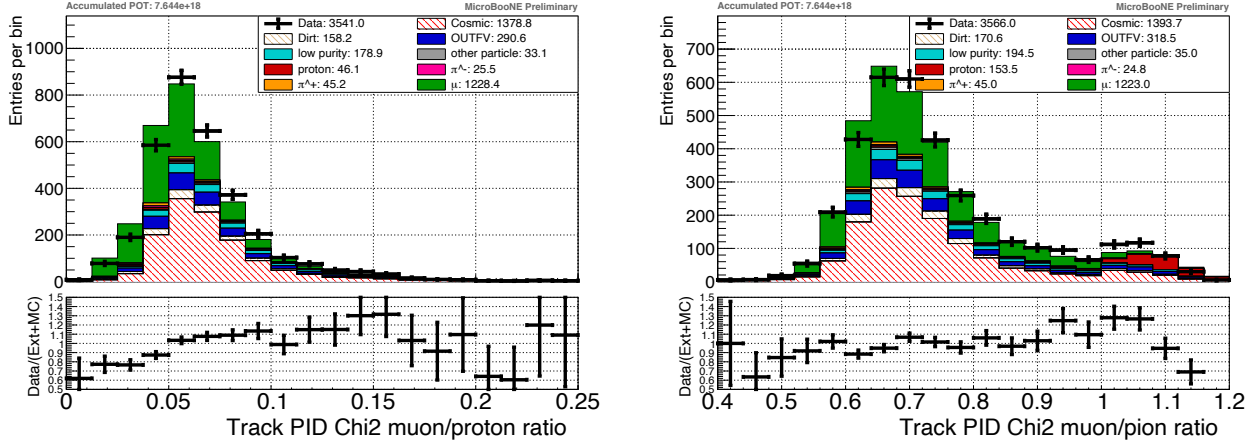 Accumulated POT: 7.644e+18 MicroBooNE Preliminary
Data: 3541.0 Cosmic: 1378.8
Dirt: 158.2 OUTFV: 290.6
low purity: 178.9 other particle: 33.1
proton: 46.1 π^-: 25.5
π^+: 45.2 μ: 1228.4
Entries per bin
1000
800
600
400
200
0
Data/(Ext+MC)
1.5
1.4
1.3
1.2
1.1
1
0.9
0.8
0.7
0.6
0.5
0 0.05 0.1 0.15 0.2 0.25
Track PID Chi2 muon/proton ratio
Accumulated POT: 7.644e+18 MicroBooNE Preliminary
Data: 3566.0 Cosmic: 1393.7
Dirt: 170.6 OUTFV: 318.5
low purity: 194.5 other particle: 35.0
proton: 153.5 π^-: 24.8
π^+: 45.0 μ: 1223.0
Entries per bin
800
700
600
500
400
300
200
100
0
Data/(Ext+MC)
1.5
1.4
1.3
1.2
1.1
1
0.9
0.8
0.7
0.6
0.5
0.4 0.5 0.6 0.7 0.8 0.9 1 1.1 1.2
Track PID Chi2 muon/pion ratio